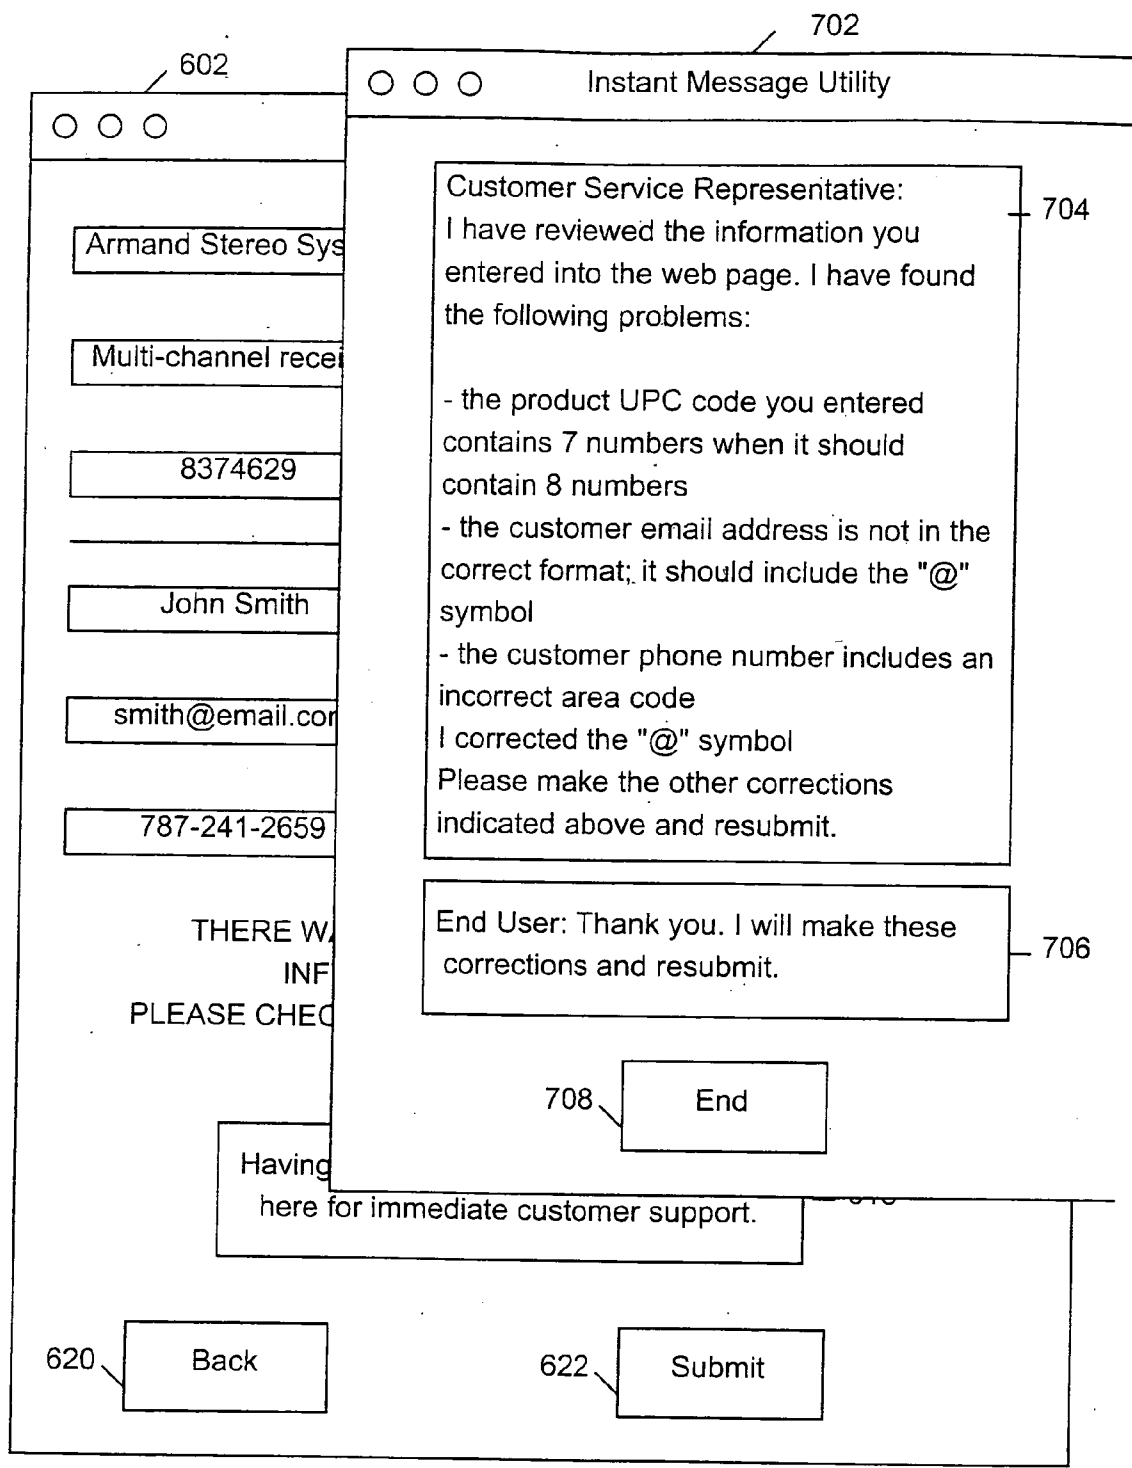 702
602
Instant Message Utility
Customer Service Representative:
I have reviewed the information you
entered into the web page. I have found
the following problems:
- the product UPC code you entered
contains 7 numbers when it should
contain 8 numbers
- the customer email address is not in the
correct format; it should include the "@"
symbol
- the customer phone number includes an
incorrect area code
I corrected the "@" symbol
Please make the other corrections
indicated above and resubmit.
704
End User: Thank you. I will make these
corrections and resubmit.
706
708
End
Armand Stereo Sys
Multi-channel recei
8374629
John Smith
smith@email.com
787-241-2659
THERE WA
INF
PLEASE CHEC
Having
here for immediate customer support.
620
Back
622
Submit